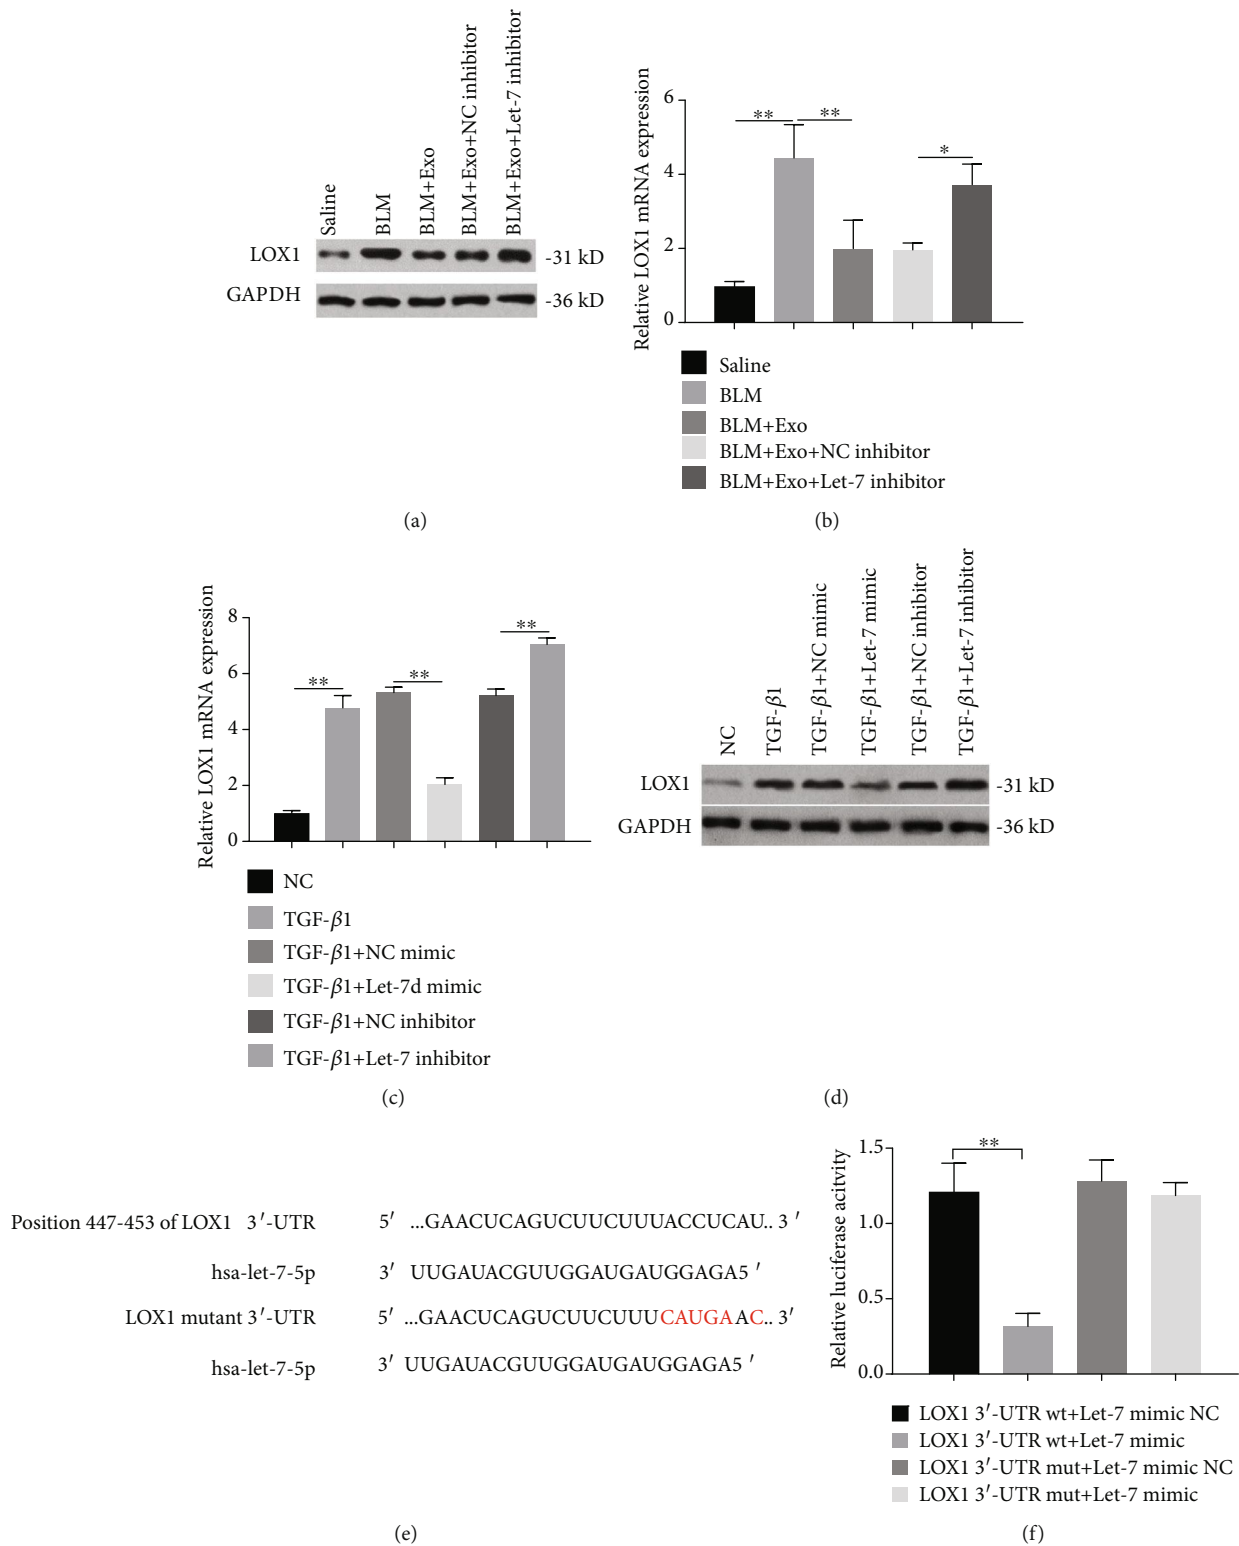 Saline
BLM
BLM+Exo
BLM+Exo+NC inhibitor
BLM+Exo+Let-7 inhibitor
LOX1
-31 kD
GAPDH
-36 kD
(a)
Relative LOX1 mRNA expression
6
4
2
0
**
**
*
Saline
BLM
BLM+Exo
BLM+Exo+NC inhibitor
BLM+Exo+Let-7 inhibitor
(b)
Relative LOX1 mRNA expression
8
6
4
2
0
**
**
**
NC
TGF-β1
TGF-β1+NC mimic
TGF-β1+Let-7d mimic
TGF-β1+NC inhibitor
TGF-β1+Let-7 inhibitor
(c)
NC
TGF-β1
TGF-β1+NC mimic
TGF-β1+Let-7 mimic
TGF-β1+NC inhibitor
TGF-β1+Let-7 inhibitor
LOX1
-31 kD
GAPDH
-36 kD
(d)
Position 447-453 of LOX1 3′-UTR 5′ ...GAACUCAGUCUUCUUUACCUCAU.. 3 ′
hsa-let-7-5p 3′ UUGAUACGUUGGAUGAUGGAGA5 ′
LOX1 mutant 3′-UTR 5′ ...GAACUCAGUCUUCUUUCAUGAAC.. 3′
hsa-let-7-5p 3′ UUGAUACGUUGGAUGAUGGAGA5 ′
(e)
Relative luciferase acitvity
1.5
1.0
0.5
0.0
**
LOX1 3′-UTR wt+Let-7 mimic NC
LOX1 3′-UTR wt+Let-7 mimic
LOX1 3′-UTR mut+Let-7 mimic NC
LOX1 3′-UTR mut+Let-7 mimic
(f)